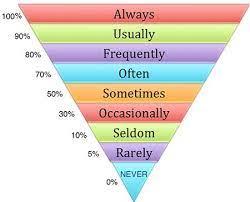 100% Always
90% Usually
80% Frequently
70% Often
50% Sometimes
30% Occasionally
10% Seldom
5% Rarely
NEVER
0%